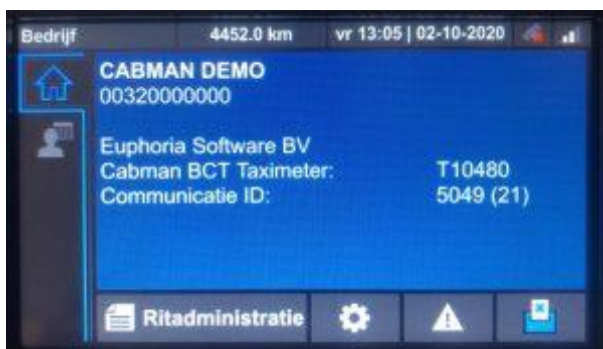 Bedrijf 4452.0 km vr 13:05 | 02-10-2020
CABMAN DEMO
00320000000
Euphoria Software BV
Cabman BCT Taximeter: T10480
Communicatie ID: 5049 (21)
Ritadministratie